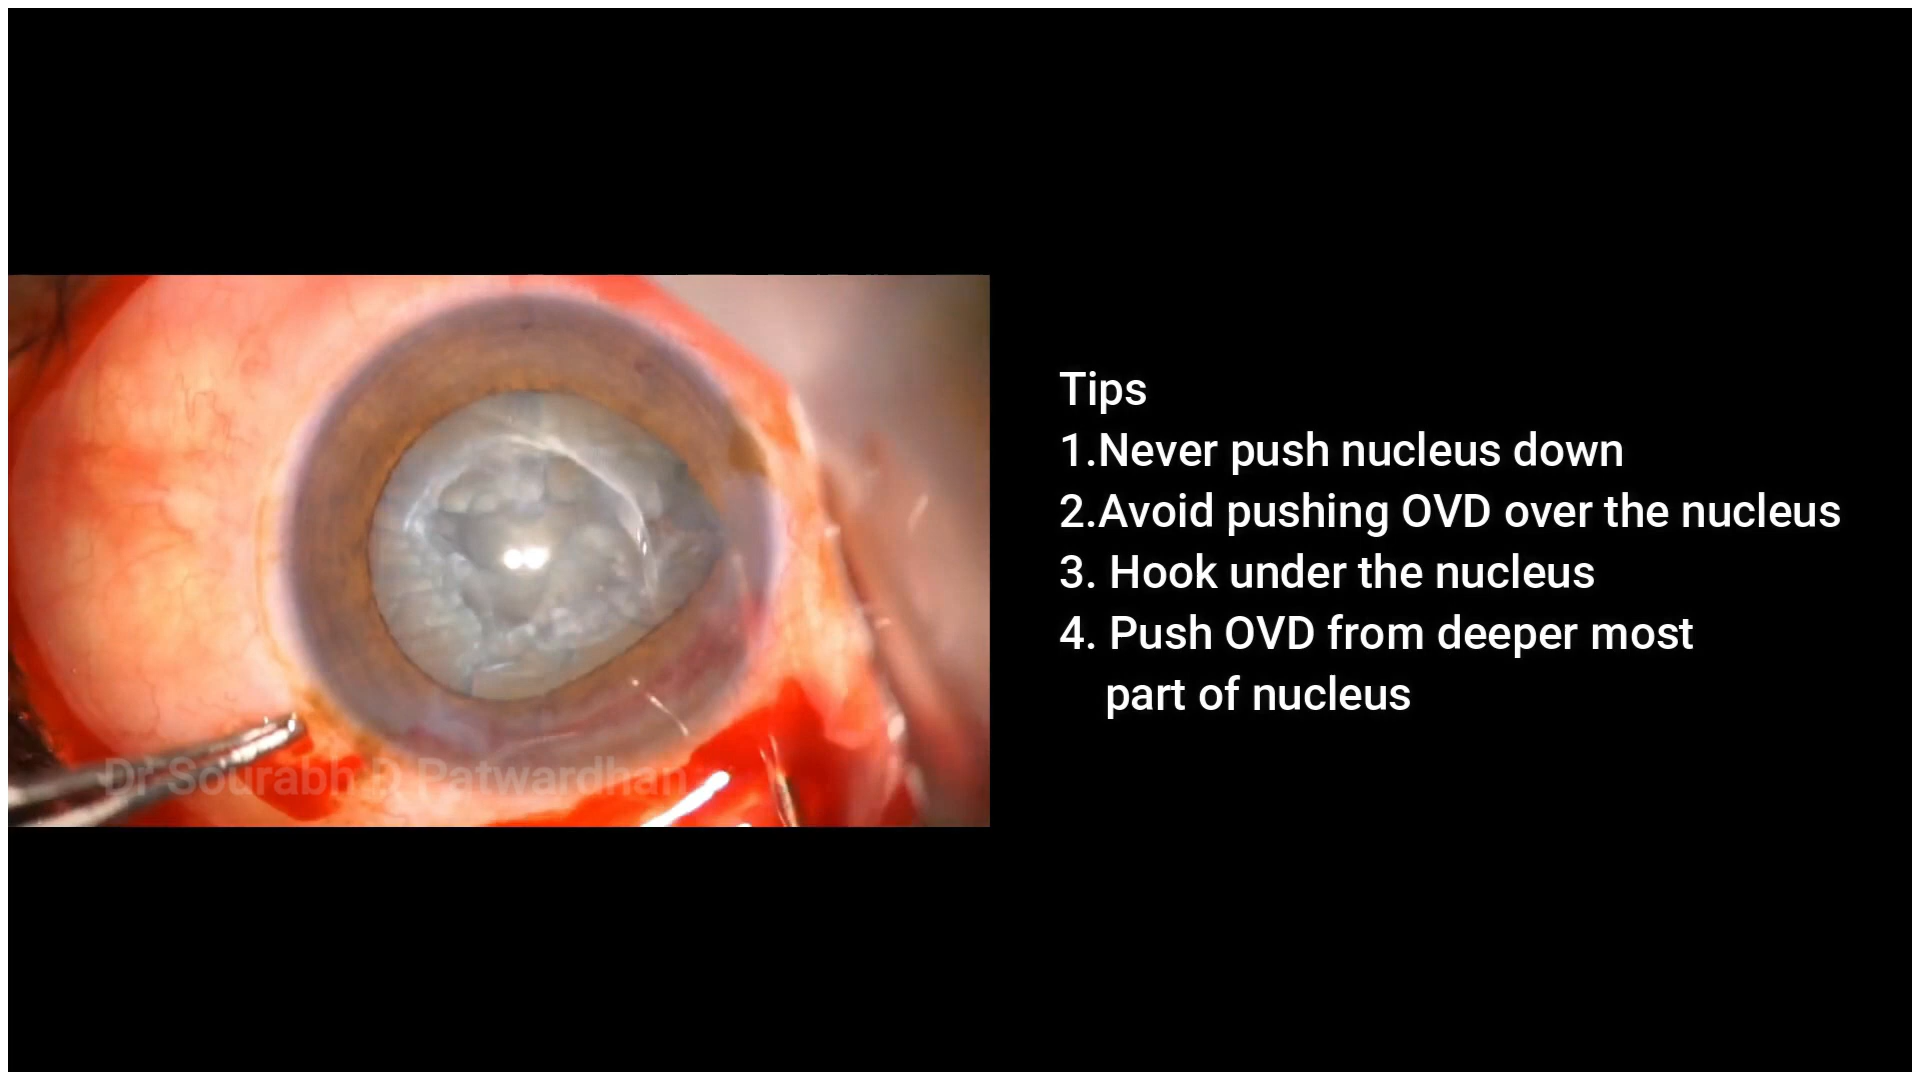 Dr Sourabh D Patwardhan
Tips
1.Never push nucleus down
2.Avoid pushing OVD over the nucleus
3. Hook under the nucleus
4. Push OVD from deeper most
part of nucleus